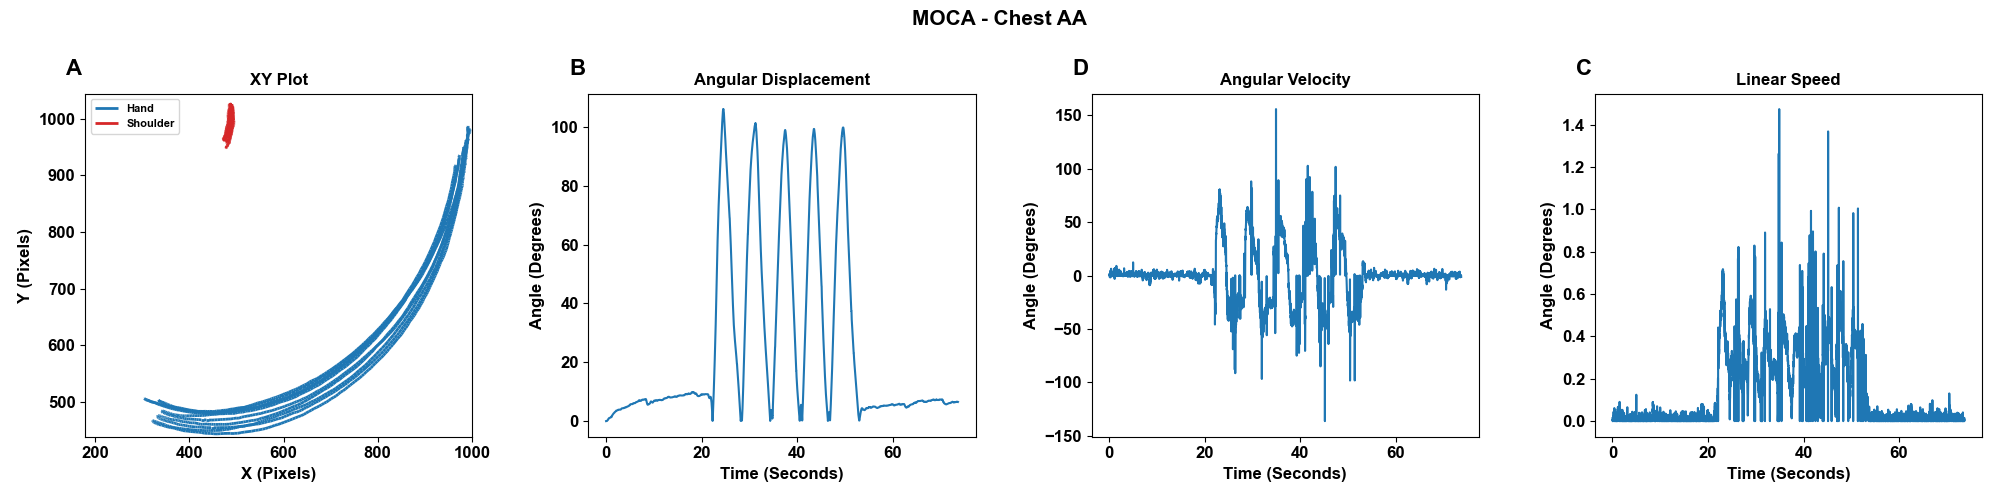 MOCA - Chest AA
A
XY Plot
Hand
Shoulder
1000
900
800
700
600
500
Y (Pixels)
200
400
600
800
1000
X (Pixels)
B
Angular Displacement
100
80
60
40
20
0
Angle (Degrees)
0
20
40
60
Time (Seconds)
D
Angular Velocity
150
100
50
0
−50
−100
−150
Angle (Degrees)
0
20
40
60
Time (Seconds)
C
Linear Speed
1.4
1.2
1.0
0.8
0.6
0.4
0.2
0.0
Angle (Degrees)
0
20
40
60
Time (Seconds)